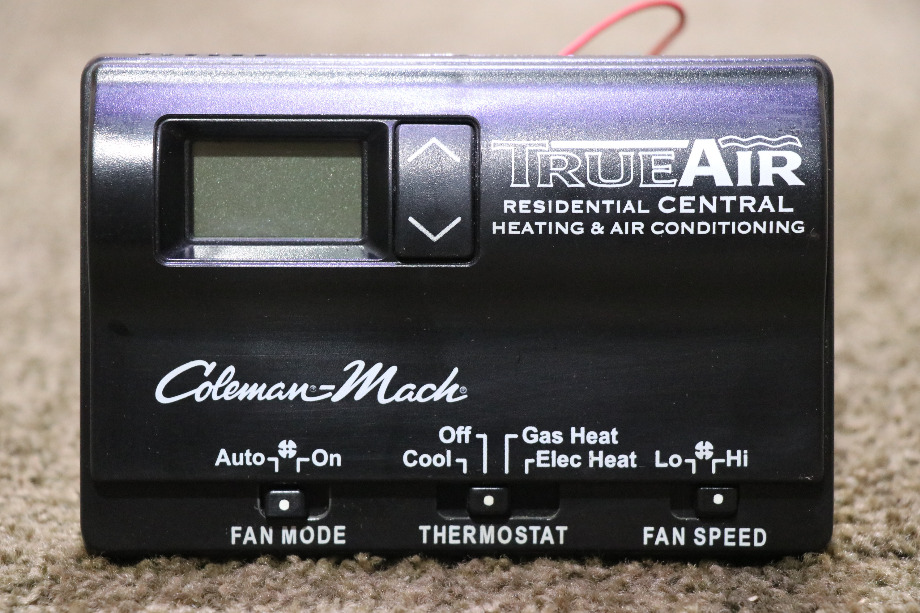 TRUEAIR
RESIDENTIAL CENTRAL
HEATING & AIR CONDITIONING
Coleman®-Mach®
Off Gas Heat
Auto On Cool Elec Heat Lo Hi
FAN MODE THERMOSTAT FAN SPEED